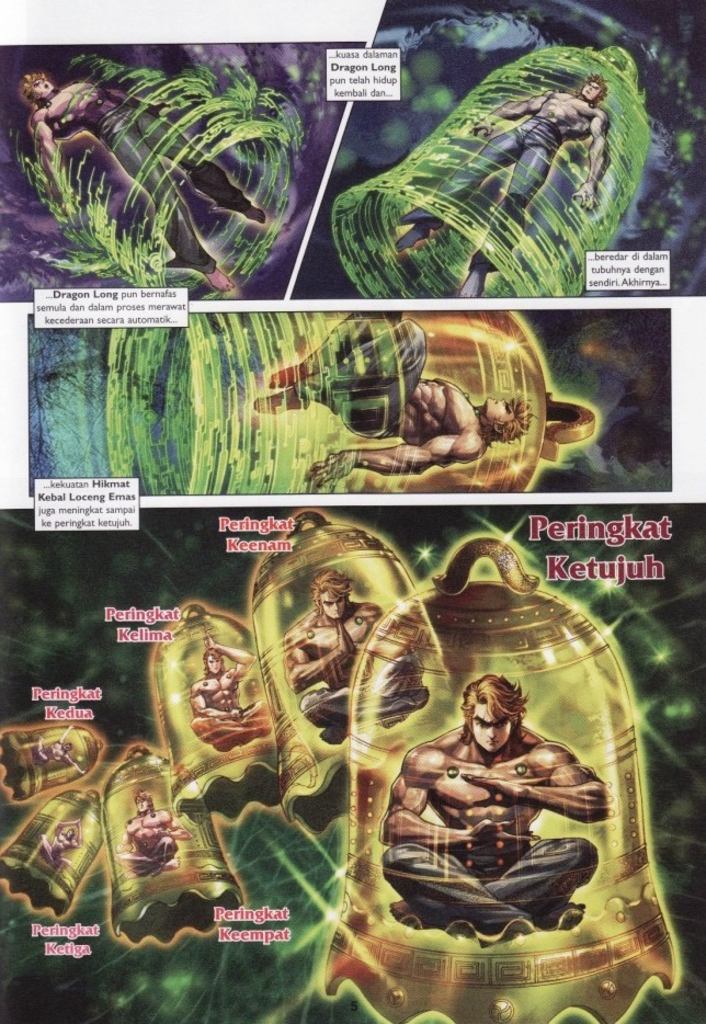 ...kuasa dalaman
Dragon Long
pun telah hidup
kembali dan...
...beredar di dalam
tubuhnya dengan
sendiri. Akhirnya...
...Dragon Long pun bernafas
semula dan dalam proses merawat
kecederaan secara automatik...
...kekuatan Hikmat
Kebal Loceng Emas
juga meningkat sampai
ke peringkat ketujuh.
Peringkat
Keenam
Peringkat
Ketujuh
Peringkat
Kelima
Peringkat
Kedua
Peringkat
Ketiga
Peringkat
Keempat
5